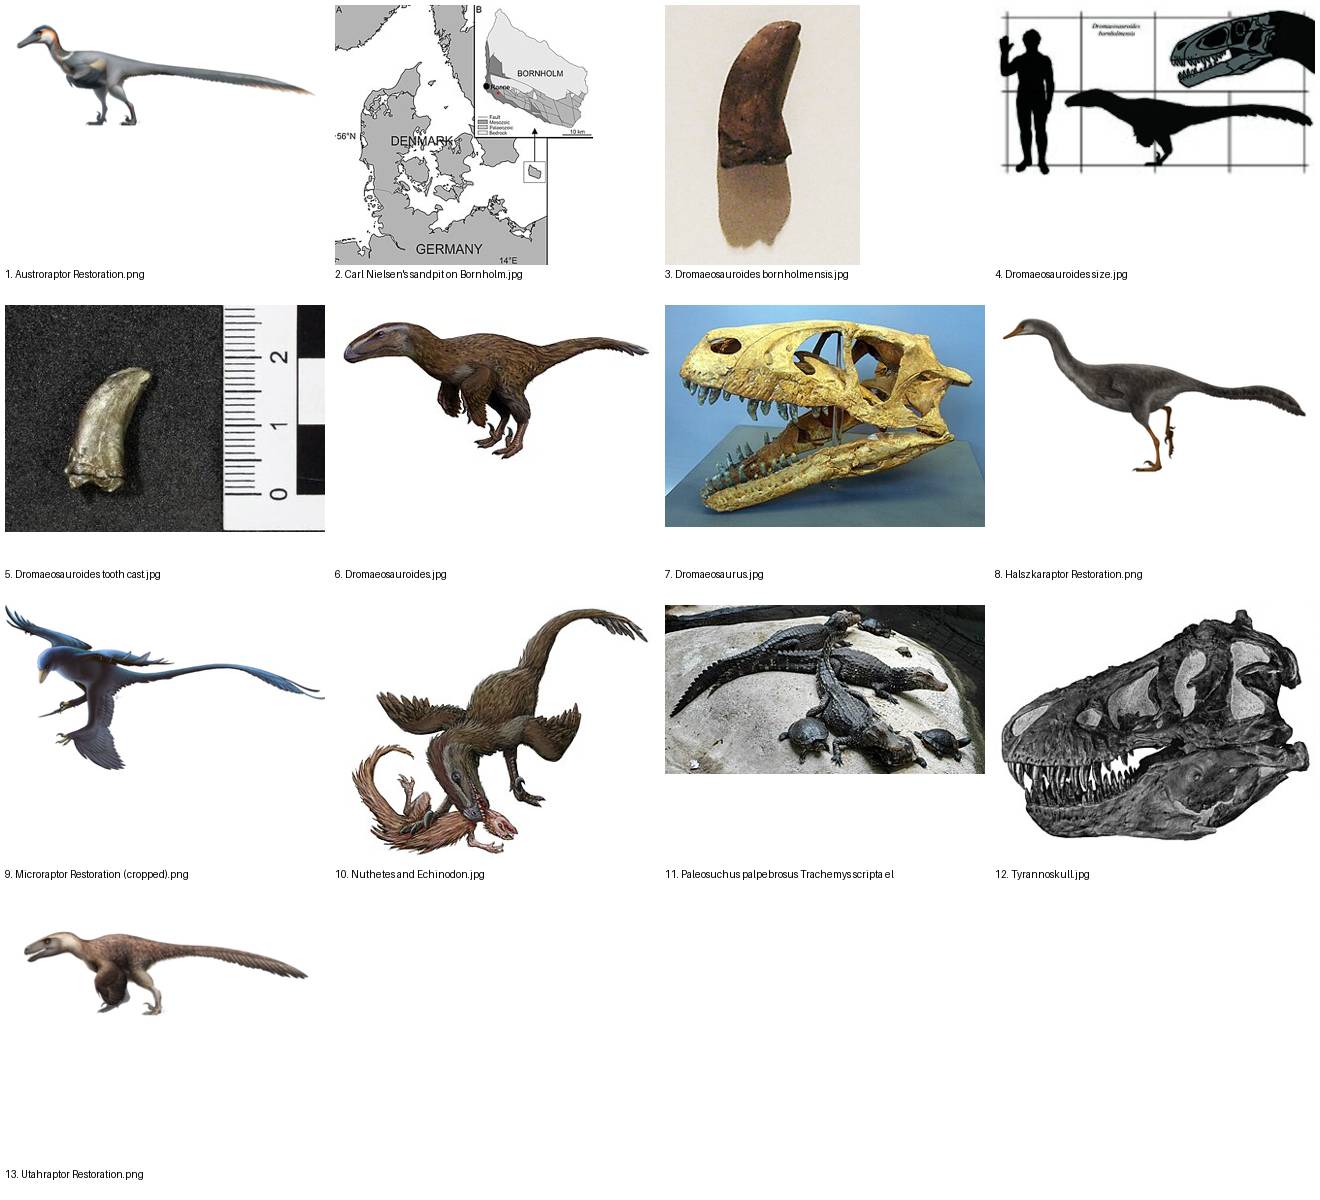 A
B
BORNHOLM
Rønne
Fault
Mesozoic
Palaeozoic
Bedrock
10 km
56°N
DENMARK
GERMANY
14°E
Dromaeosauroides
bornholmensis
1. Austroraptor Restoration.png
2. Carl Nielsen's sandpit on Bornholm.jpg
3. Dromaeosauroides bornholmensis.jpg
4. Dromaeosauroides size.jpg
2
1
0
5. Dromaeosauroides tooth cast.jpg
6. Dromaeosauroides.jpg
7. Dromaeosaurus.jpg
8. Halszkaraptor Restoration.png
9. Microraptor Restoration (cropped).png
10. Nuthetes and Echinodon.jpg
11. Paleosuchus palpebrosus Trachemys scripta el
12. Tyrannoskull.jpg
13. Utahraptor Restoration.png